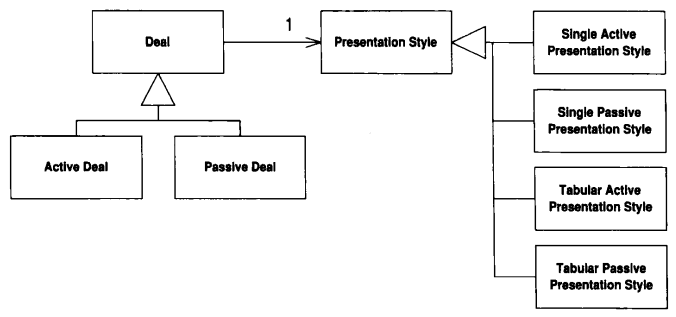 Deal
1
Presentation Style
Single Active
Presentation Style
Single Passive
Presentation Style
Active Deal
Passive Deal
Tabular Active
Presentation Style
Tabular Passive
Presentation Style